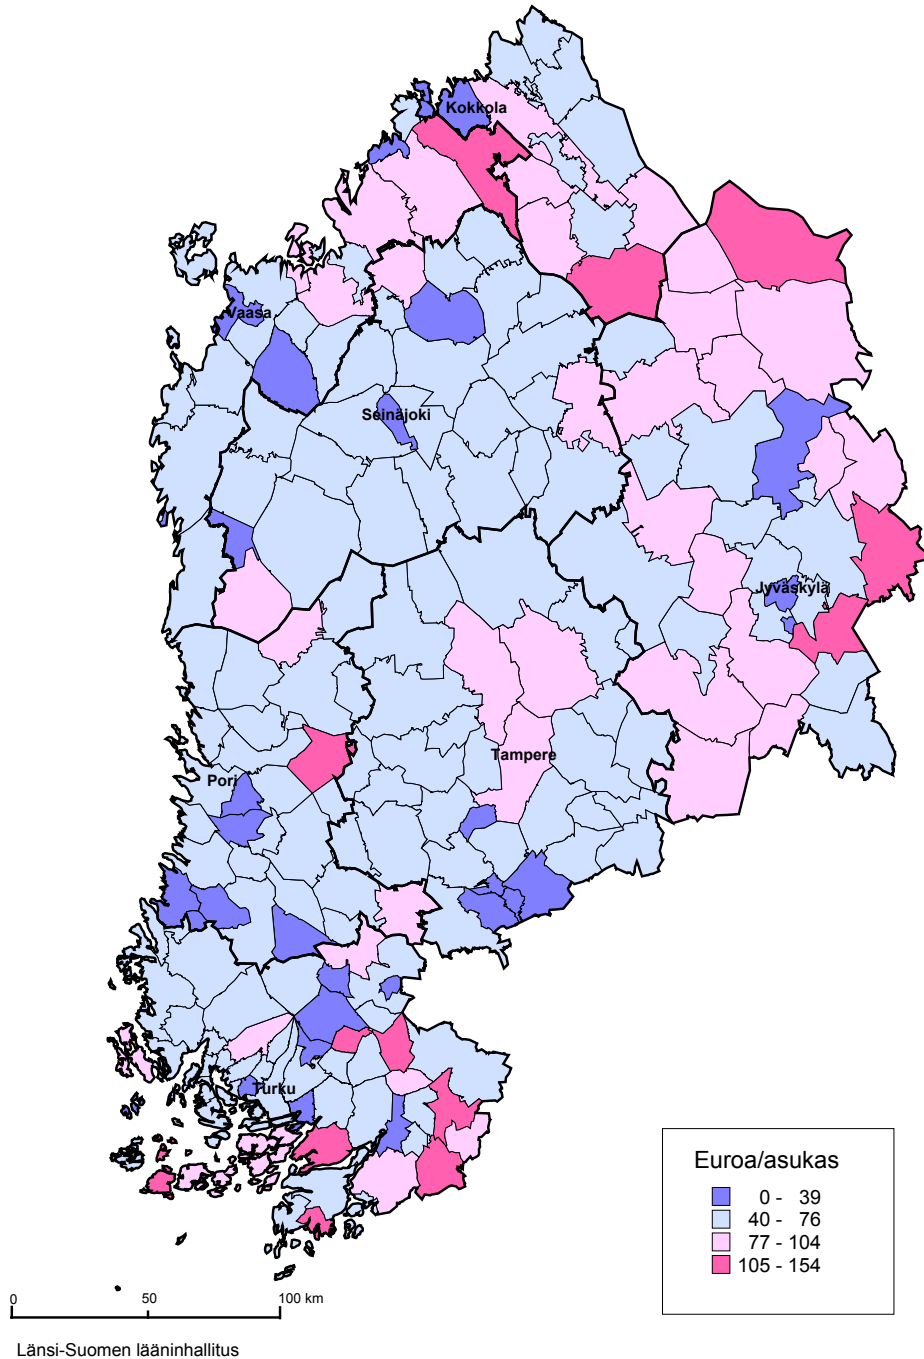 Kokkola
Vaasa
Seinäjoki
Jyväskylä
Tampere
Pori
Turku
Euroa/asukas
0 - 39
40 - 76
77 - 104
105 - 154
0 50 100 km
Länsi-Suomen lääninhallitus